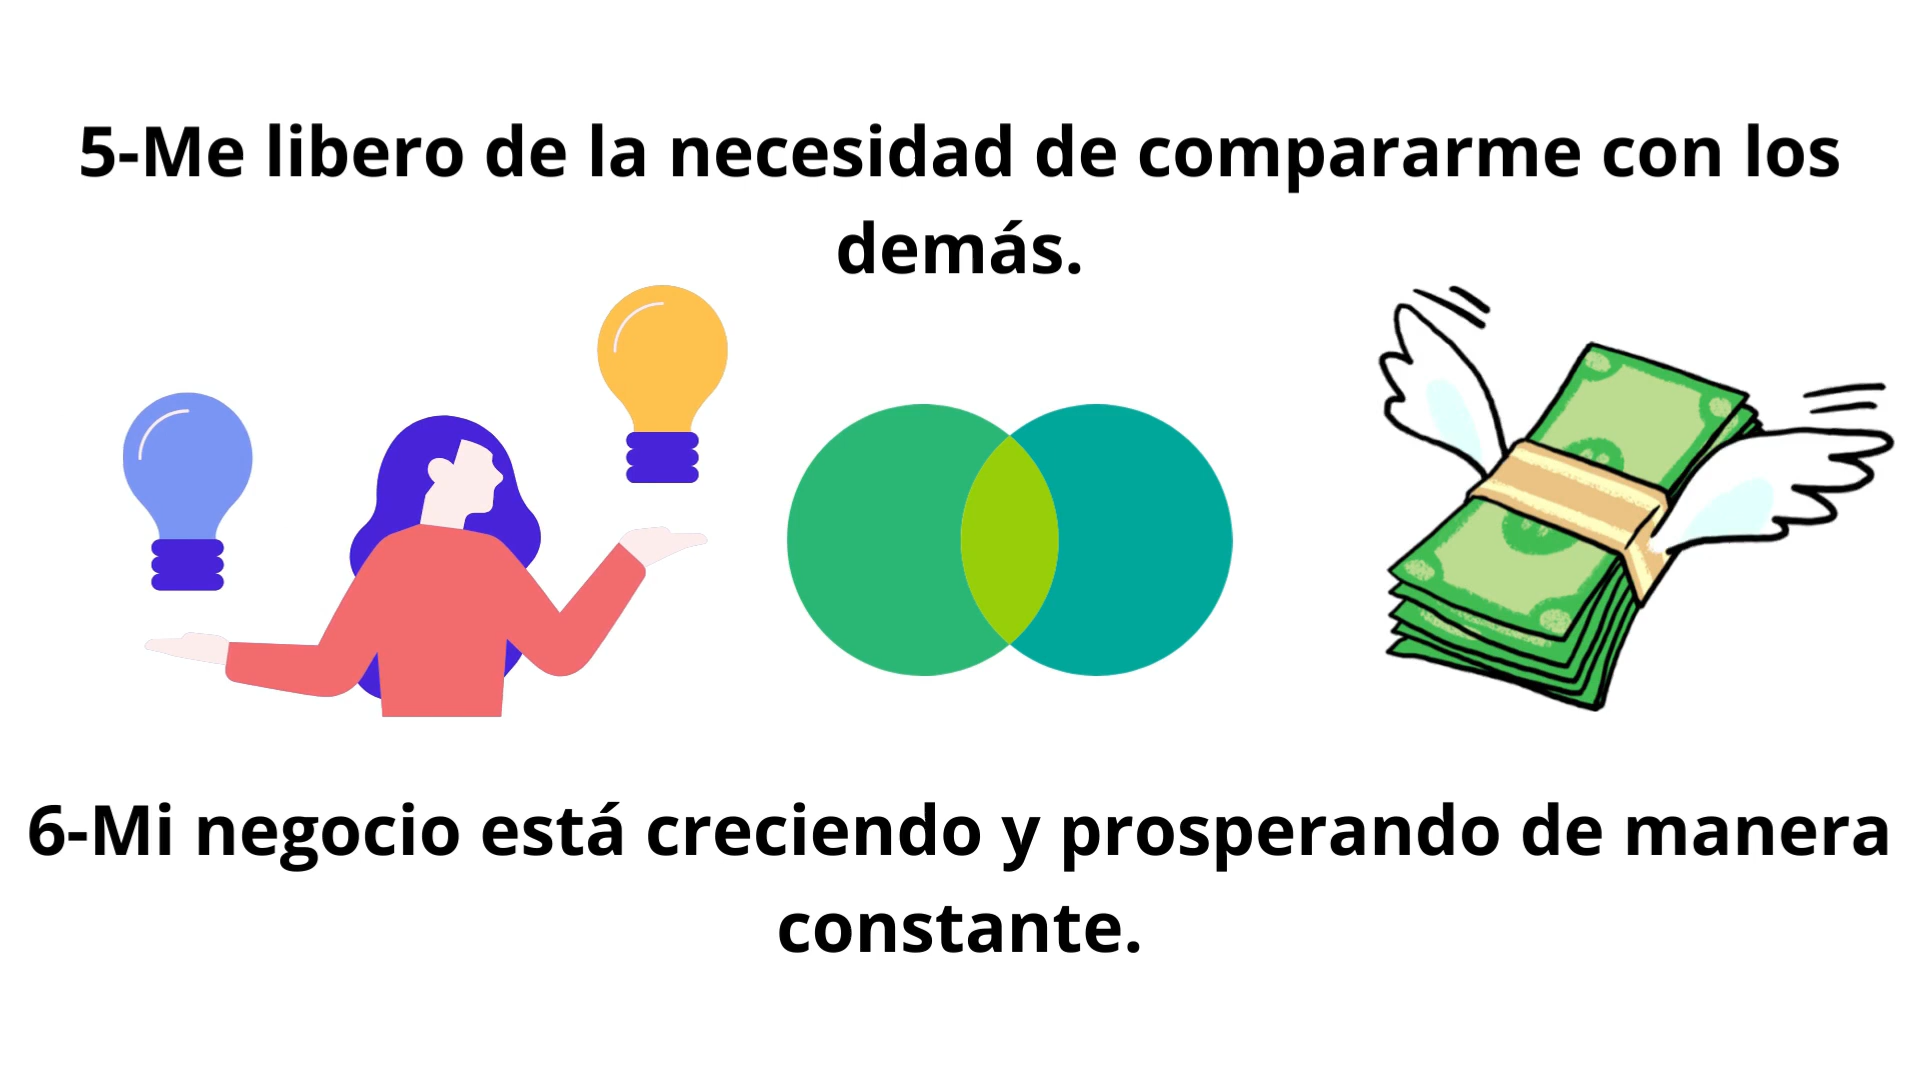 5-Me libero de la necesidad de compararme con los
demás.
6-Mi negocio está creciendo y prosperando de manera
constante.